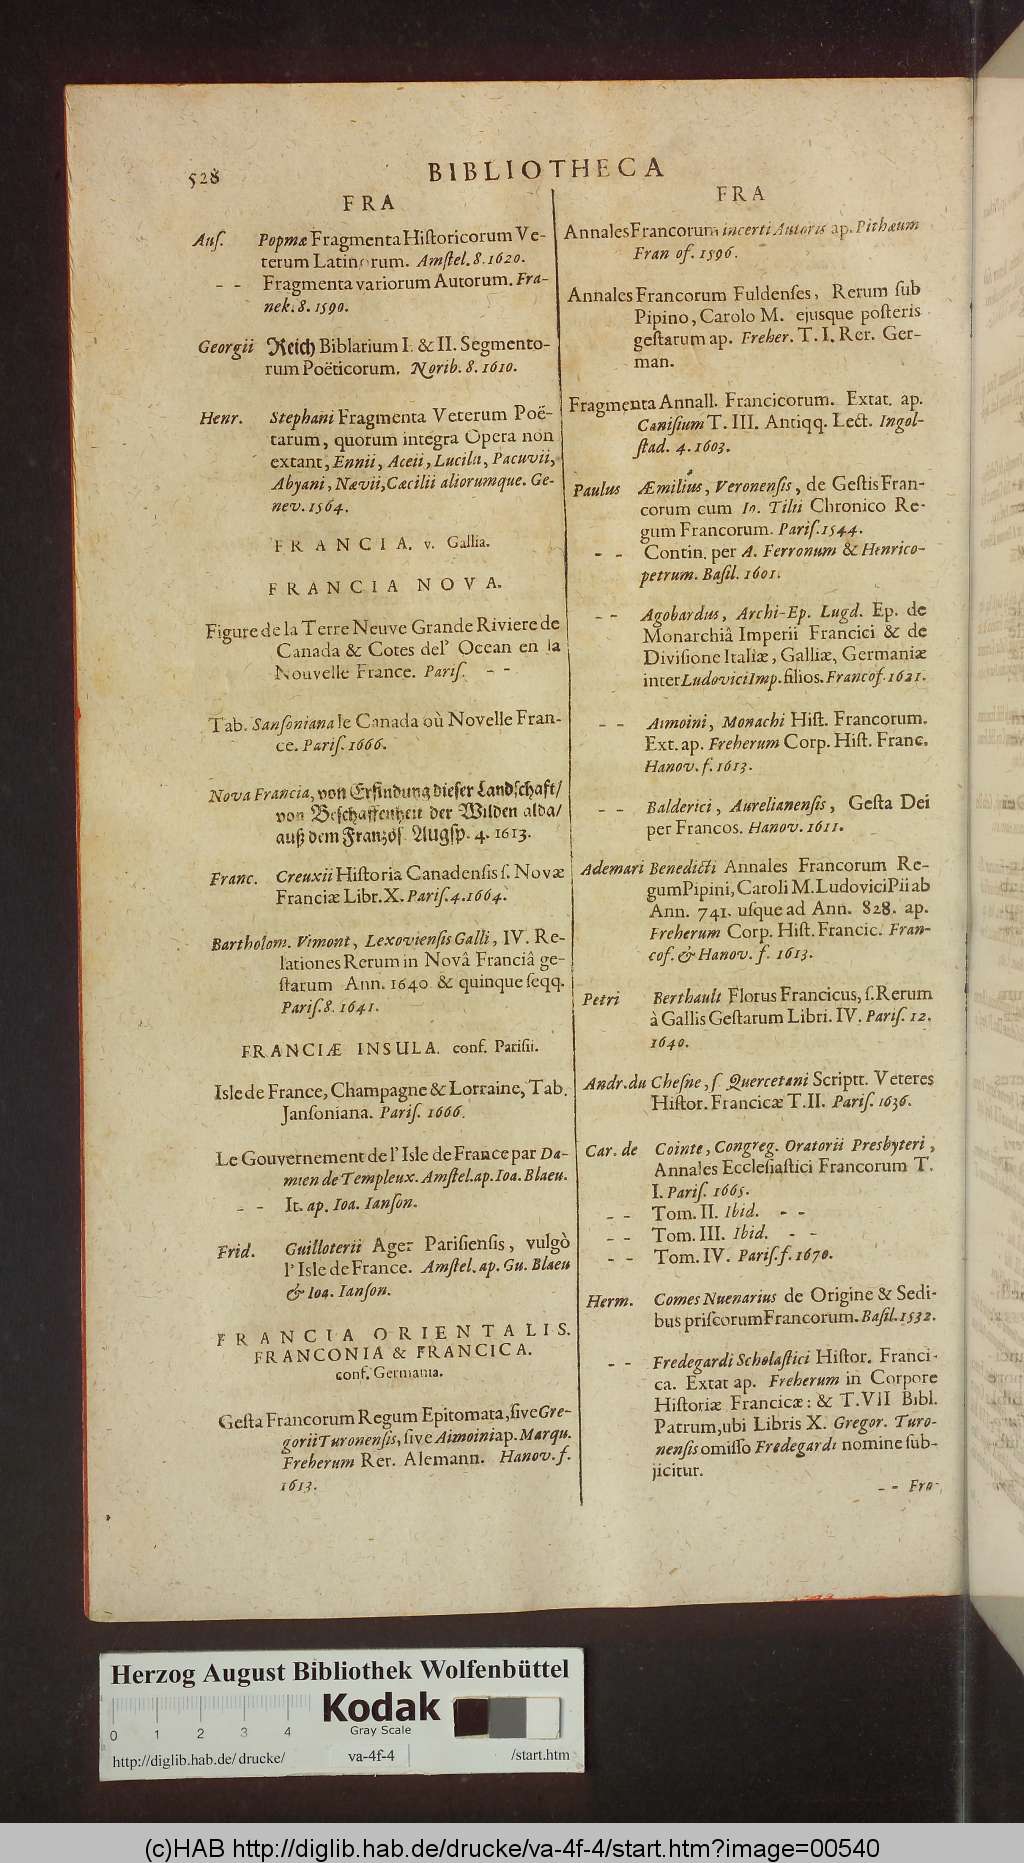 528
BIBLIOTHECA
FRA
Auſ. Popmæ Fragmenta Hiſtoricorum Ve-
terum Latinorum. Amſtel. 8. 1620.
- - Fragmenta variorum Autorum. Fra-
nek. 8. 1590.
Georgii Reich Biblarium I. & II. Segmento-
rum Poëticorum. Norib. 8. 1610.
Henr. Stephani Fragmenta Veterum Poë-
tarum, quorum integra Opera non
extant, Ennii, Aceii, Lucilii, Pacuvii,
Abyani, Nævii, Cæcilii aliorumque. Ge-
nev. 1564.
FRANCIA. v. Gallia.
FRANCIA NOVA.
Figure de la Terre Neuve Grande Riviere de
Canada & Cotes del' Ocean en la
Nouvelle France. Pariſ. - -
Tab. Sanſoniana le Canada où Novelle Fran-
ce. Pariſ. 1666.
Nova Francia, von Erfindung dieſer Landſchaft/
von Beſchaffenheit der Wilden alda/
auß dem Franzöſ. Augſp. 4. 1613.
Franc. Creuxii Hiſtoria Canadenſis ſ. Novæ
Franciæ Libr. X. Pariſ. 4. 1664.
Bartholom. Vimont, Lexovienſis Galli, IV. Re-
lationes Rerum in Novâ Franciâ ge-
ſtarum Ann. 1640 & quinque ſeqq.
Pariſ. 8. 1641.
FRANCIÆ INSULA. conf. Pariſii.
Isle de France, Champagne & Lorraine, Tab.
Janſoniana. Pariſ. 1666.
Le Gouvernement de l' Isle de France par Da-
mien de Templeux. Amſtel. ap. Ioa. Blaeu.
- - It. ap. Ioa. Ianſon.
Frid. Guilloterii Ager Pariſienſis, vulgò
l' Isle de France. Amſtel. ap. Gu. Blaeu
& Ioa. Ianſon.
FRANCIA ORIENTALIS.
FRANCONIA & FRANCICA.
conf. Germania.
Geſta Francorum Regum Epitomata, ſive Gre-
gorii Turonenſis, ſive Aimoini ap. Marqu.
Freherum Rer. Alemann. Hanov. f.
1613.
FRA
Annales Francorum incerti Autoris ap. Pithæum
Fran of. 1596.
Annales Francorum Fuldenſes, Rerum ſub
Pipino, Carolo M. ejusque poſteris
geſtarum ap. Freher. T. I. Rer. Ger-
man.
Fragmenta Annall. Francicorum. Extat. ap.
Caniſium T. III. Antiqq. Lect. Ingol-
ſtad. 4. 1603.
Paulus Æmilius, Veronenſis, de Geſtis Fran-
corum cum Io. Tilii Chronico Re-
gum Francorum. Pariſ. 1544.
- - Contin. per A. Ferronum & Henrico-
petrum. Baſil. 1601.
- - Agobardus, Archi-Ep. Lugd. Ep. de
Monarchiâ Imperii Francici & de
Diviſione Italiæ, Galliæ, Germaniæ
inter Ludovici Imp. filios. Francof. 1621.
- - Aimoini, Monachi Hiſt. Francorum.
Ext. ap. Freherum Corp. Hiſt. Franc.
Hanov. f. 1613.
- - Balderici, Aurelianenſis, Geſta Dei
per Francos. Hanov. 1611.
Ademari Benedicti Annales Francorum Re-
gum Pipini, Caroli M. Ludovici Pii ab
Ann. 741. usque ad Ann. 828. ap.
Freherum Corp. Hiſt. Francic. Fran-
cof. & Hanov. f. 1613.
Petri Berthault Florus Francicus, ſ. Rerum
à Gallis Geſtarum Libri. IV. Pariſ. 12.
1640.
Andr. du Cheſne, ſ Quercetani Scriptt. Veteres
Hiſtor. Francicæ T. II. Pariſ. 1636.
Car. de Cointe, Congreg. Oratorii Presbyteri,
Annales Eccleſiaſtici Francorum T.
I. Pariſ. 1665.
- - Tom. II. Ibid. - -
- - Tom. III. Ibid. - -
- - Tom. IV. Pariſ. f. 1670.
Herm. Comes Nuenarius de Origine & Sedi-
bus priſcorum Francorum. Baſil. 1532.
- - Fredegardi Scholaſtici Hiſtor. Franci-
ca. Extat ap. Freherum in Corpore
Hiſtoriæ Francicæ: & T. VII Bibl.
Patrum, ubi Libris X. Gregor. Turo-
nenſis omiſſo Fredegardi nomine ſub-
jicitur.
- - Fra-
Herzog August Bibliothek Wolfenbüttel
Kodak
Gray Scale
0 1 2 3 4
http://diglib.hab.de/drucke/ va-4f-4 /start.htm
(c)HAB http://diglib.hab.de/drucke/va-4f-4/start.htm?image=00540